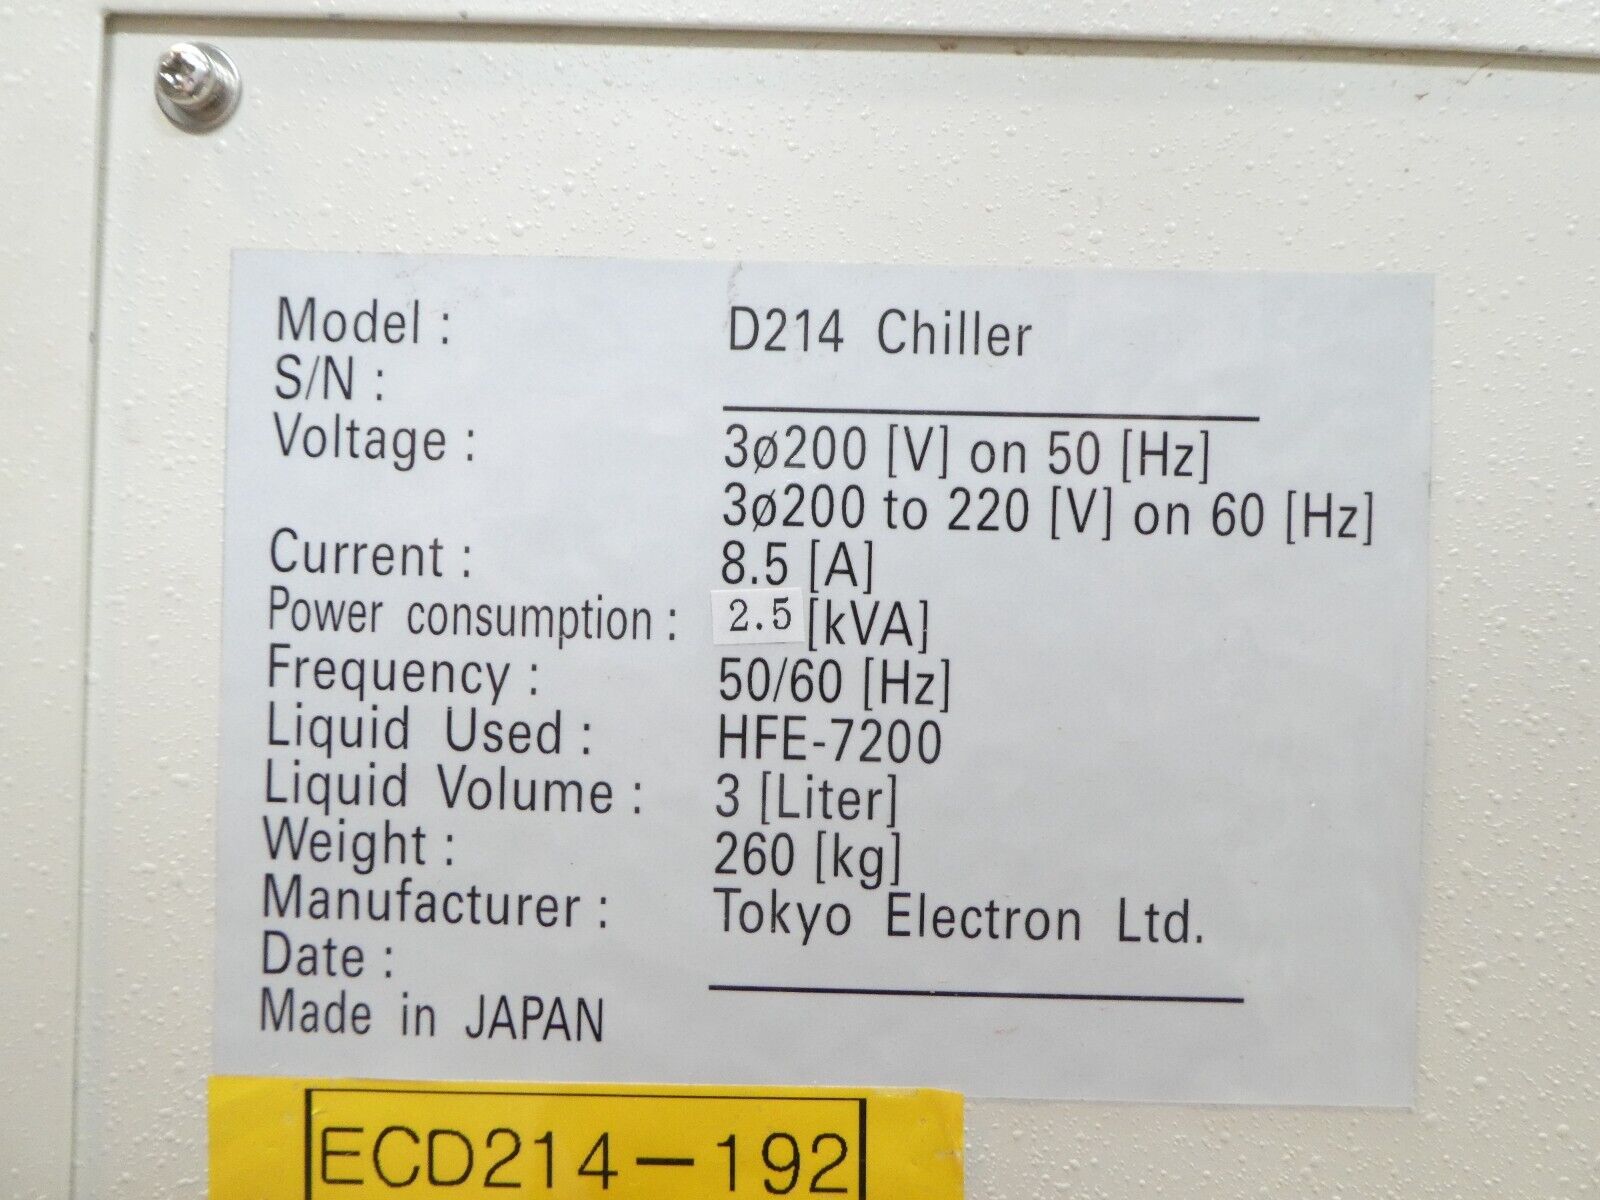 Model : D214 Chiller
S/N :
Voltage : 3ø200 [V] on 50 [Hz]
3ø200 to 220 [V] on 60 [Hz]
Current : 8.5 [A]
Power consumption : 2.5 [kVA]
Frequency : 50/60 [Hz]
Liquid Used : HFE-7200
Liquid Volume : 3 [Liter]
Weight : 260 [kg]
Manufacturer : Tokyo Electron Ltd.
Date :
Made in JAPAN
ECD214-192